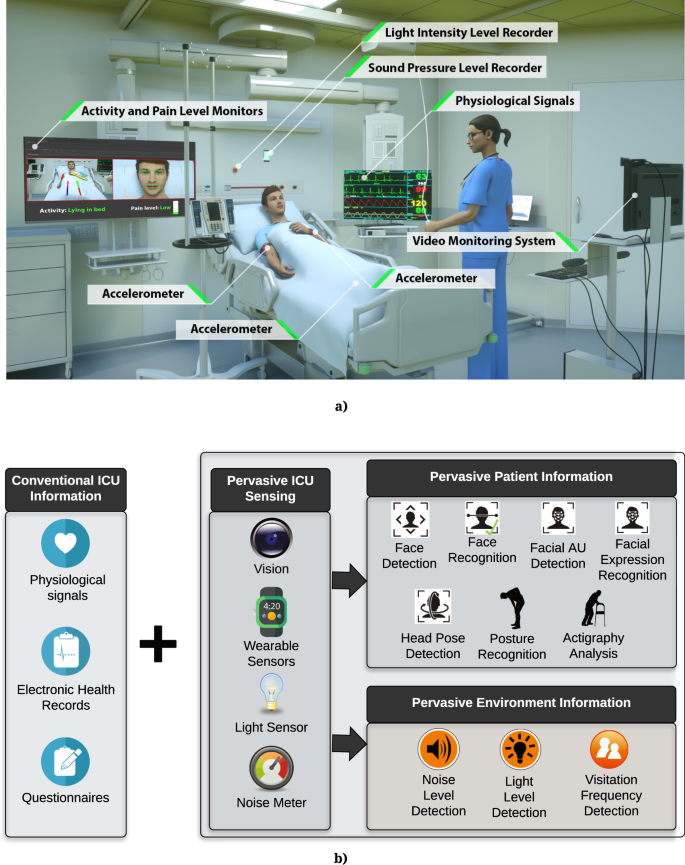 Light Intensity Level Recorder
Sound Pressure Level Recorder
Physiological Signals
Activity and Pain Level Monitors
Activity: Lying in bed
Pain level: Low
63
120
Video Monitoring System
Accelerometer
Accelerometer
Accelerometer
a)
Conventional ICU
Information
Physiological
signals
Electronic Health
Records
Questionnaires
Pervasive ICU
Sensing
Vision
4:20
Wearable
Sensors
Light Sensor
Noise Meter
Pervasive Patient Information
Face
Detection
Face
Recognition
Facial AU
Detection
Facial
Expression
Recognition
Head Pose
Detection
Posture
Recognition
Actigraphy
Analysis
Pervasive Environment Information
Noise
Level
Detection
Light
Level
Detection
Visitation
Frequency
Detection
b)